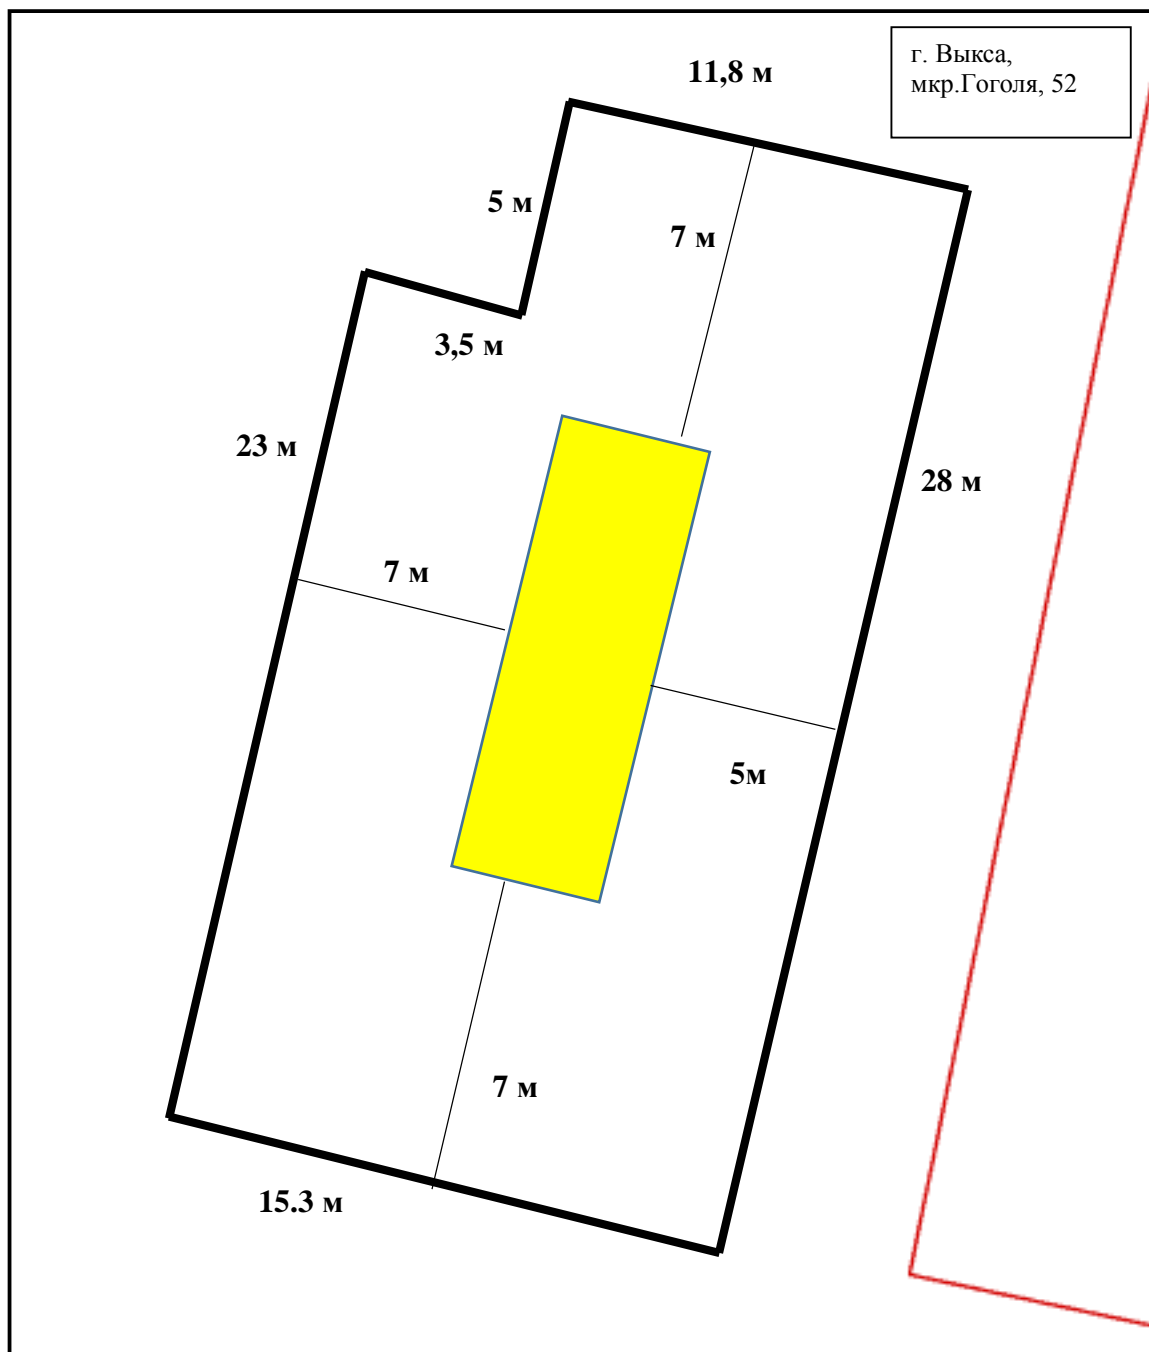 г. Выкса,
мкр.Гоголя, 52
11,8 м
5 м
7 м
3,5 м
23 м
28 м
7 м
5м
7 м
15.3 м